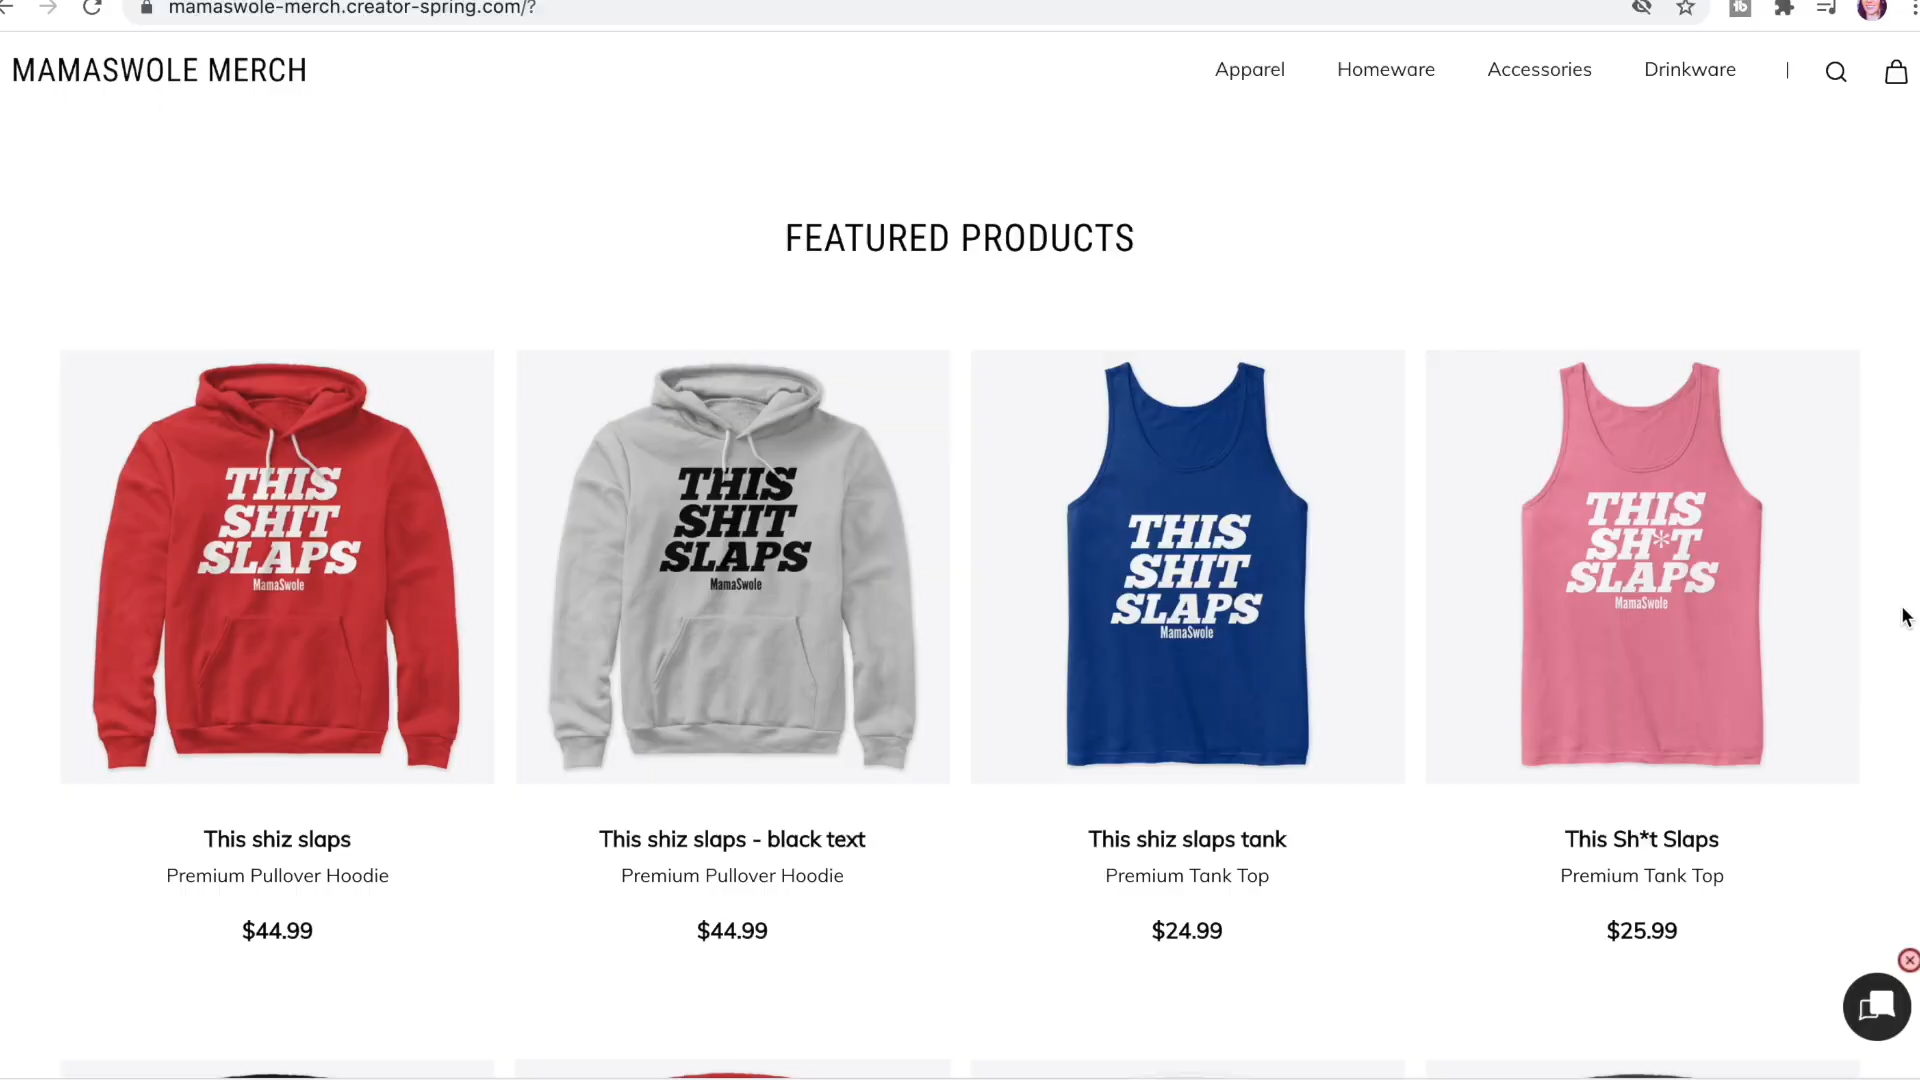 mamaswole-merch.creator-spring.com/?
MAMASWOLE MERCH
Apparel
Homeware
Accessories
Drinkware
FEATURED PRODUCTS
THIS
SHIT
SLAPS
MamaSwole
THIS
SHIT
SLAPS
MamaSwole
THIS
SHIT
SLAPS
MamaSwole
THIS
SH*T
SLAPS
MamaSwole
This shiz slaps
Premium Pullover Hoodie
$44.99
This shiz slaps - black text
Premium Pullover Hoodie
$44.99
This shiz slaps tank
Premium Tank Top
$24.99
This Sh*t Slaps
Premium Tank Top
$25.99